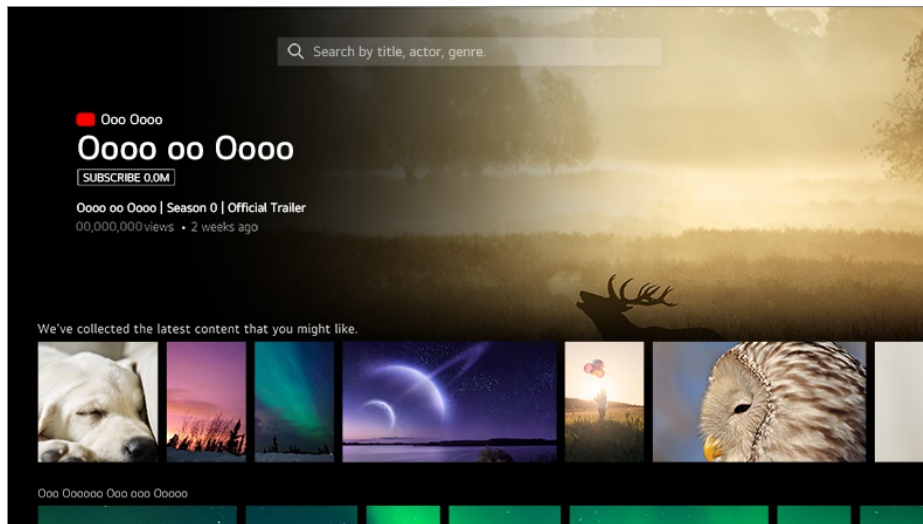 Search by title, actor, genre.
Ooo Oooo
Oooo oo Oooo
SUBSCRIBE 0.0M
Oooo oo Oooo | Season 0 | Official Trailer
00,000,000 views • 2 weeks ago
We've collected the latest content that you might like.
Ooo Oooooo Ooo ooo Ooooo